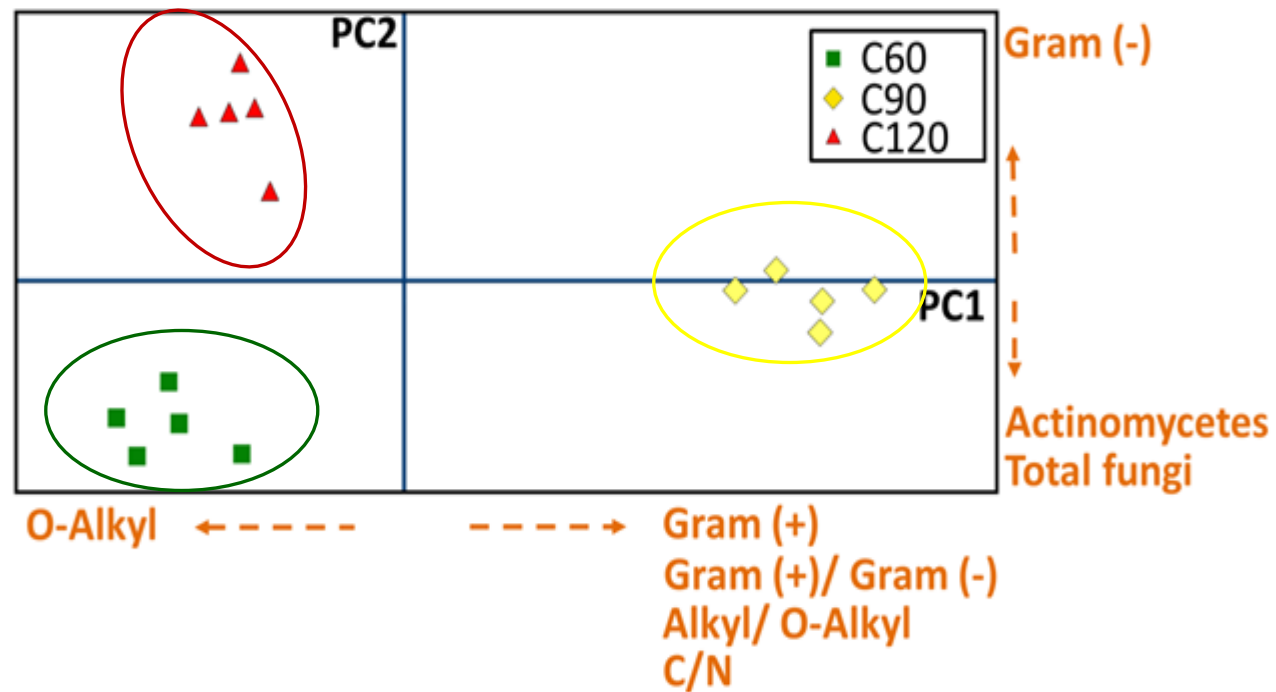 PC2
C60
C90
C120
Gram (-)
PC1
Actinomycetes
Total fungi
O-Alkyl
Gram (+)
Gram (+)/ Gram (-)
Alkyl/ O-Alkyl
C/N